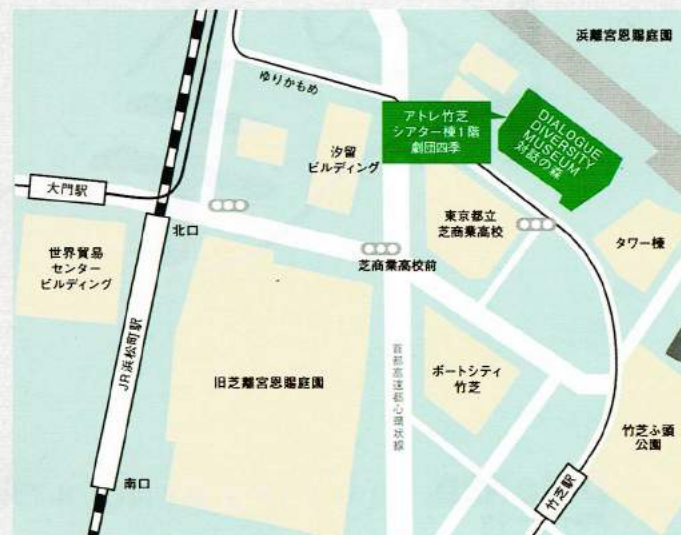 浜離宮恩賜庭園
ゆりかもめ
アトレ竹芝
シアター棟1階
劇団四季
DIALOGUE
DIVERSITY
MUSEUM
対話の森
汐留
ビルディング
大門駅
北口
東京都立
芝商業高校
タワー棟
世界貿易
センター
ビルディング
芝商業高校前
JR浜松町駅
旧芝離宮恩賜庭園
首都高速都心環状線
ポートシティ
竹芝
竹芝ふ頭
公園
南口
竹芝駅